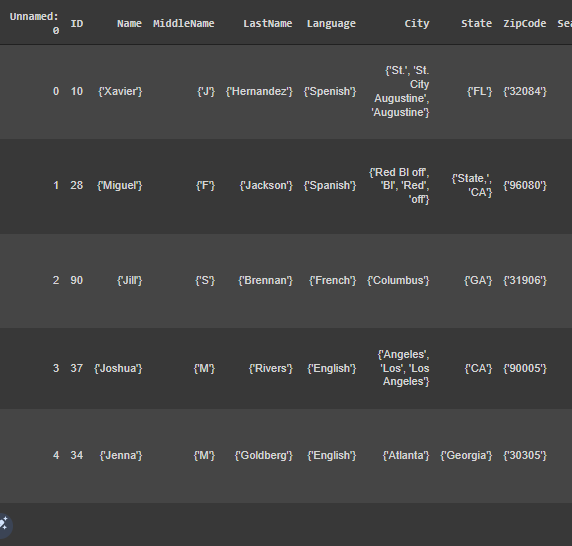 Unnamed: 0 ID Name MiddleName LastName Language City State ZipCode Sea
0 10 {'Xavier'} {'J'} {'Hernandez'} {'Spenish'} {'St.', 'St. City Augustine', 'Augustine'} {'FL'} {'32084'}
1 28 {'Miguel'} {'F'} {'Jackson'} {'Spanish'} {'Red Bl off', 'Bl', 'Red', 'off'} {'State,', 'CA'} {'96080'}
2 90 {'Jill'} {'S'} {'Brennan'} {'French'} {'Columbus'} {'GA'} {'31906'}
3 37 {'Joshua'} {'M'} {'Rivers'} {'English'} {'Angeles', 'Los', 'Los Angeles'} {'CA'} {'90005'}
4 34 {'Jenna'} {'M'} {'Goldberg'} {'English'} {'Atlanta'} {'Georgia'} {'30305'}